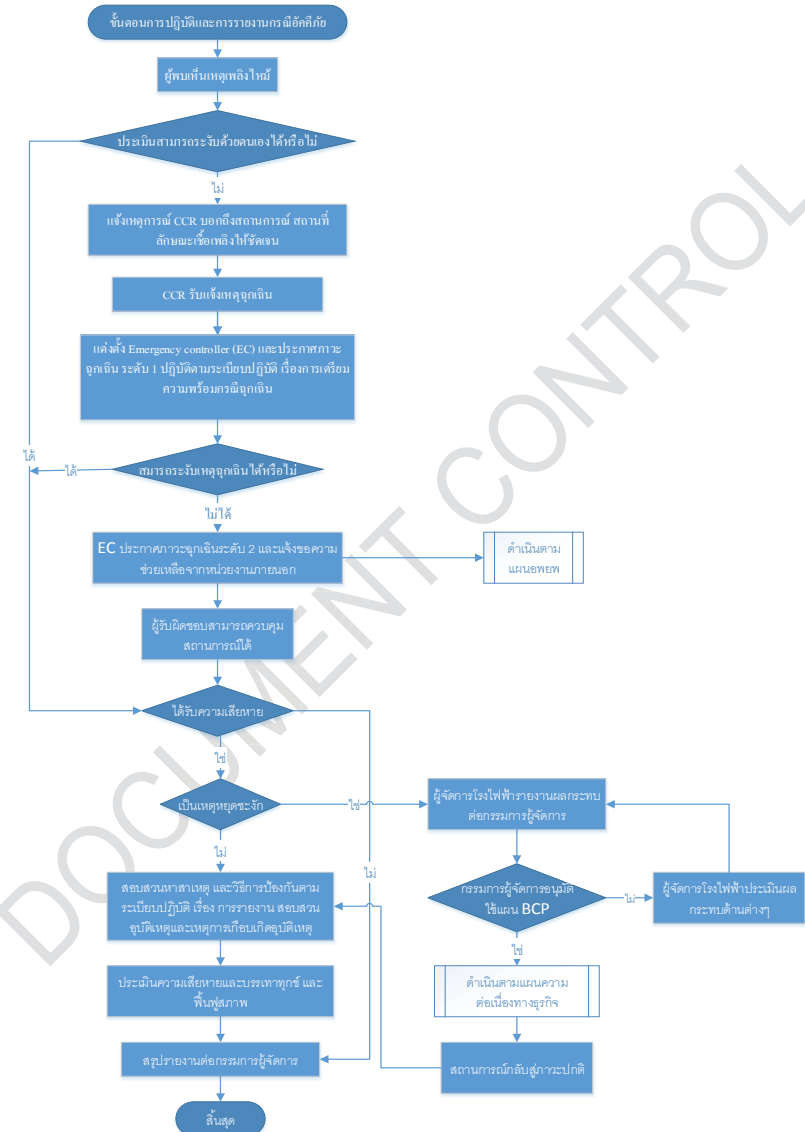 ขั้นตอนการปฏิบัติและการรายงานกรณีอัคคีภัย
ผู้พบเห็นเหตุเพลิงไหม้
ประเมินสามารถระงับด้วยตนเองได้หรือไม่
ไม่
แจ้งเหตุการณ์ CCR บอกถึงสถานการณ์ สถานที่
ลักษณะเชื้อเพลิงให้ชัดเจน
CCR รับแจ้งเหตุฉุกเฉิน
แต่งตั้ง Emergency controller (EC) และประกาศภาวะ
ฉุกเฉิน ระดับ 1 ปฏิบัติตามระเบียบปฏิบัติ เรื่องการเตรียม
ความพร้อมกรณีฉุกเฉิน
ได้
ได้
สมารถระงับเหตุฉุกเฉินได้หรือไม่
ไม่ได้
EC ประกาศภาวะฉุกเฉินระดับ 2 และแจ้งขอความ
ช่วยเหลือจากหน่วยงานภายนอก
ดำเนินตาม
แผนอพยพ
ผู้รับผิดชอบสามารถควบคุม
สถานการณ์ได้
ได้รับความเสียหาย
ใช่
เป็นเหตุหยุดชะงัก
ใช่
ผู้จัดการโรงไฟฟ้ารายงานผลกระทบ
ต่อกรรมการผู้จัดการ
ไม่
ไม่
สอบสวนหาสาเหตุ และวิธีการป้องกันตาม
ระเบียบปฏิบัติ เรื่อง การรายงาน สอบสวน
อุบัติเหตุและเหตุการเกือบเกิดอุบัติเหตุ
กรรมการผู้จัดการอนุมัติ
ใช้แผน BCP
ไม่
ผู้จัดการโรงไฟฟ้าประเมินผล
กระทบด้านต่างๆ
ใช่
ประเมินความเสียหายและบรรเทาทุกข์ และ
ฟื้นฟูสภาพ
ดำเนินตามแผนความ
ต่อเนื่องทางธุรกิจ
สรุปรายงานต่อกรรมการผู้จัดการ
สถานการณ์กลับสู่ภาวะปกติ
สิ้นสุด
DOCUMENT CONTROL